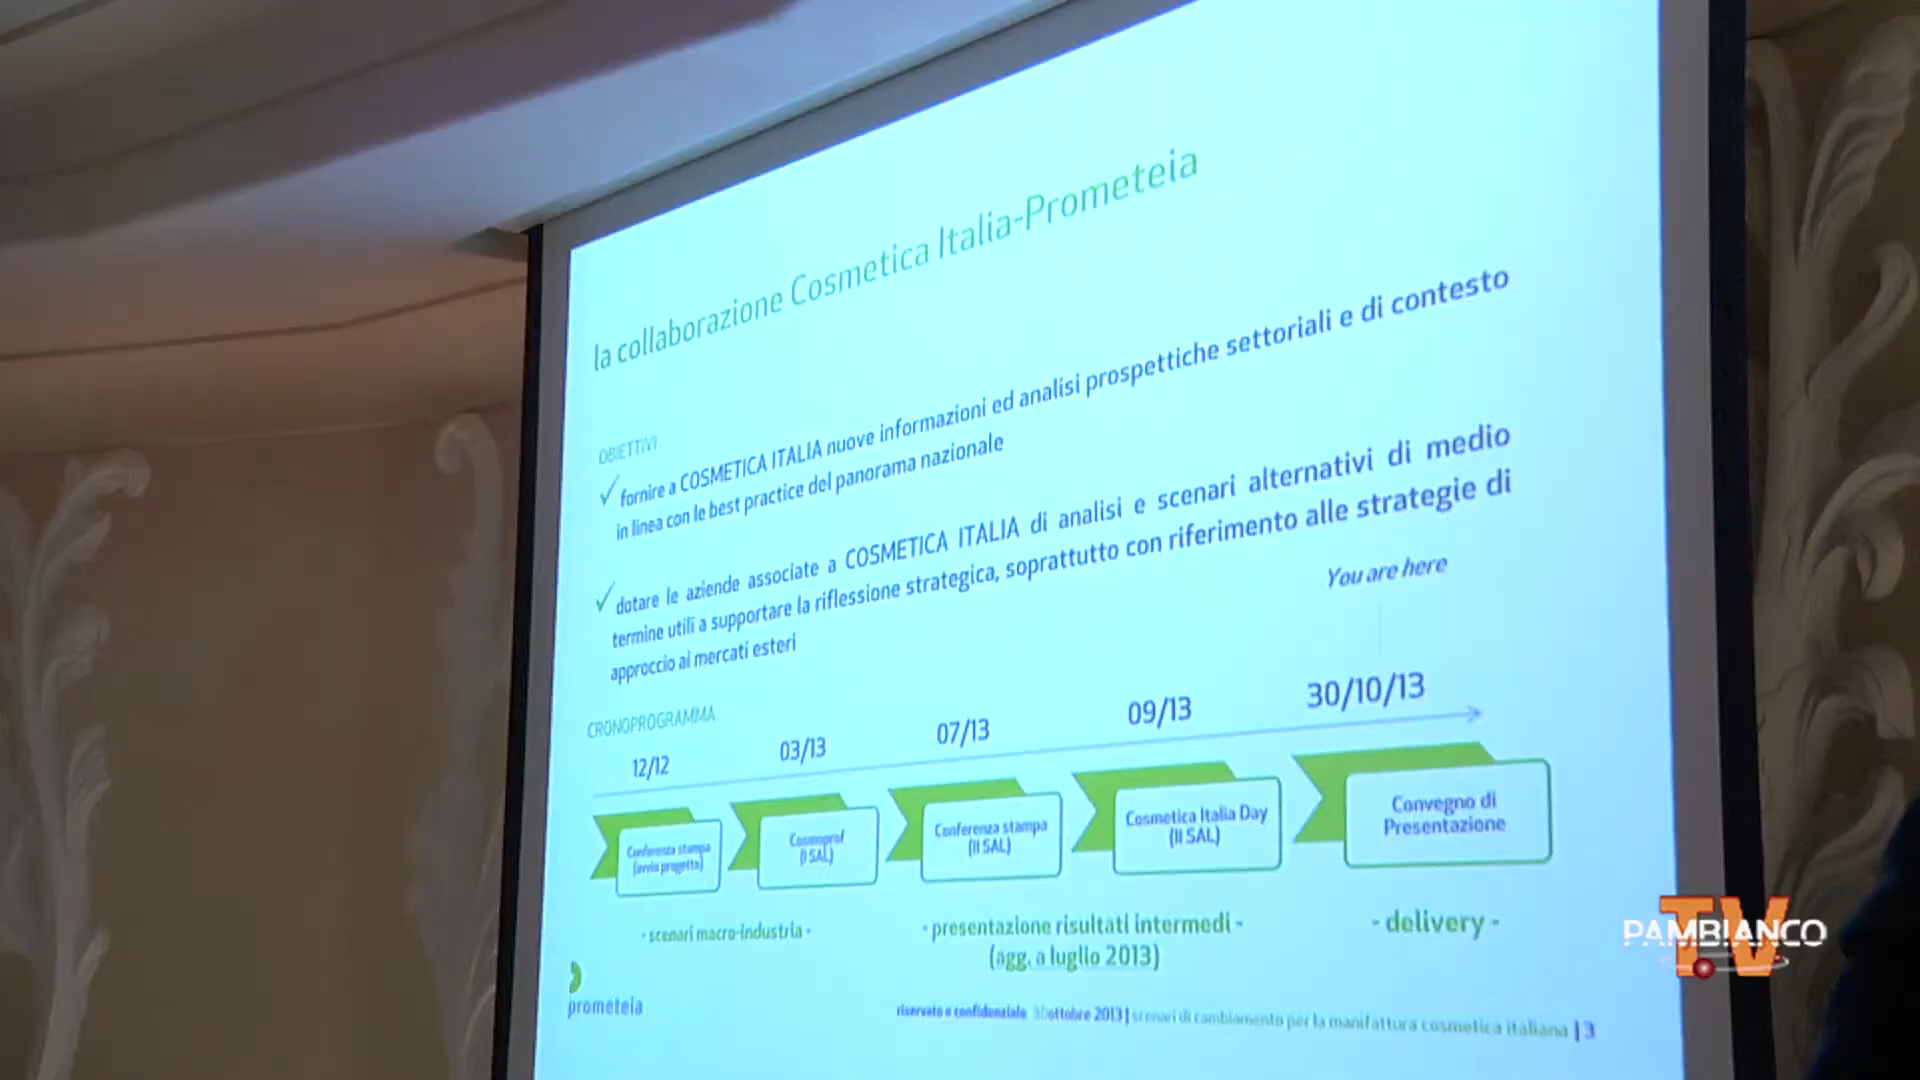 la collaborazione Cosmetica Italia-Prometeia
OBIETTIVI
✓ fornire a COSMETICA ITALIA nuove informazioni ed analisi prospettiche settoriali e di contesto
in linea con le best practice del panorama nazionale
✓ dotare le aziende associate a COSMETICA ITALIA di analisi e scenari alternativi di medio
termine utili a supportare la riflessione strategica, soprattutto con riferimento alle strategie di
approccio ai mercati esteri
You are here
CRONOPROGRAMMA
12/12
03/13
07/13
09/13
30/10/13
Conferenza stampa
(avvio progetto)
Cosmoprof
(I SAL)
Conferenza stampa
(II SAL)
Cosmetica Italia Day
(II SAL)
Convegno di
Presentazione
- scenari macro-industria -
- presentazione risultati intermedi -
(agg. a luglio 2013)
- delivery -
prometeia
riservato e confidenziale 30 ottobre 2013 | scenari di cambiamento per la manifattura cosmetica italiana | 3
PAMBIANCO
TV